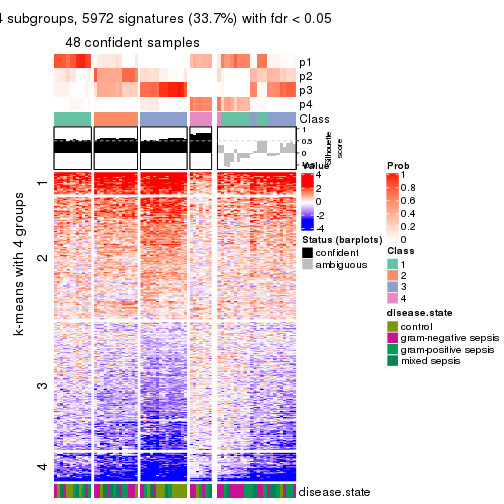 4 subgroups, 5972 signatures (33.7%) with fdr < 0.05
48 confident samples
p1
p2
p3
p4
Class
1
0.5
0
Silhouette
score
k-means with 4 groups
1
2
3
4
disease.state
Value
4
2
0
-2
-4
Status (barplots)
confident
ambiguous
Prob
1
0.8
0.6
0.4
0.2
0
Class
1
2
3
4
disease.state
control
gram-negative sepsis
gram-positive sepsis
mixed sepsis